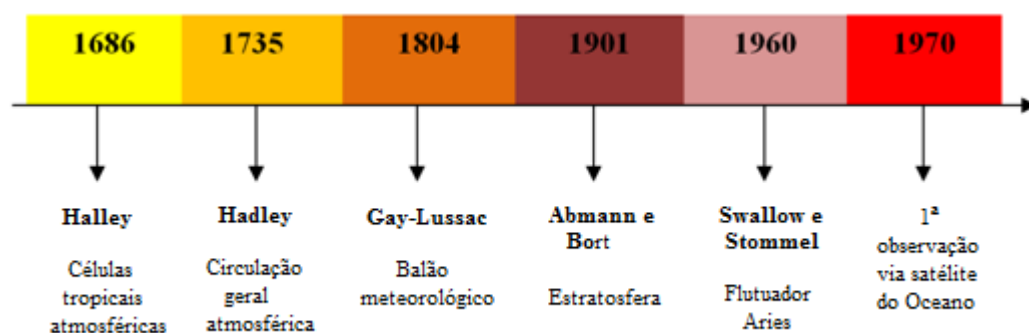 1686
1735
1804
1901
1960
1970
Halley
Células
tropicais
atmosféricas
Hadley
Circulação
geral
atmosférica
Gay-Lussac
Balão
meteorológico
Abmann e
Bort
Estratosfera
Swallow e
Stommel
Flutuador
Aries
1ª
observação
via satélite
do Oceano